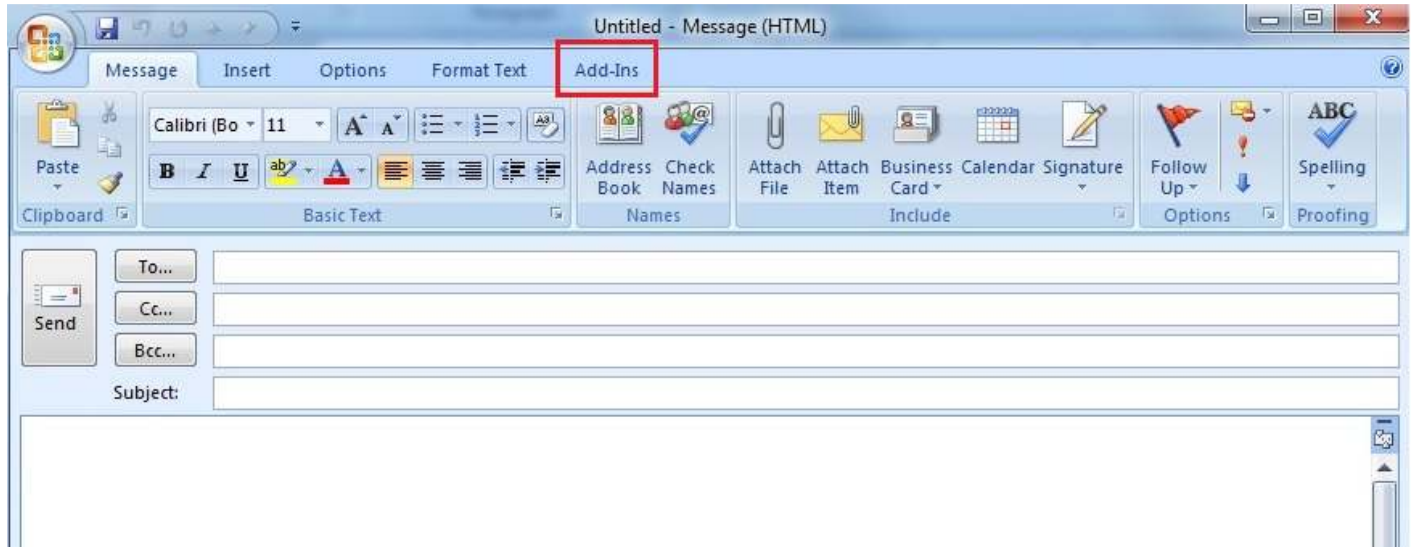 Untitled - Message (HTML)
Message Insert Options Format Text Add-Ins
Calibri (Bo 11
Paste
B I U ab A
Address Book
Check Names
Attach File
Attach Item
Business Card
Calendar
Signature
Follow Up
ABC
Spelling
Clipboard Basic Text Names Include Options Proofing
Send
To...
Cc...
Bcc...
Subject: